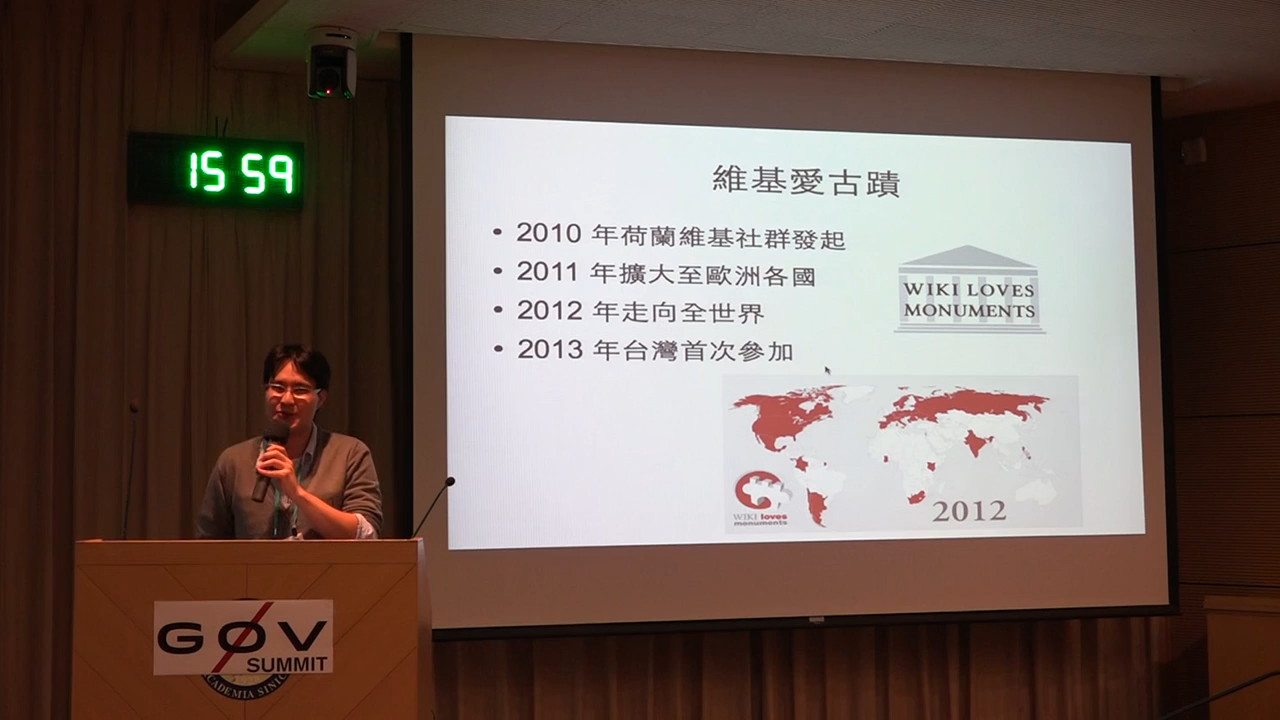 15 59
維基愛古蹟
• 2010 年荷蘭維基社群發起
• 2011 年擴大至歐洲各國
• 2012 年走向全世界
• 2013 年台灣首次參加
WIKI LOVES
MONUMENTS
WIKI loves
monuments
2012
GØV
SUMMIT